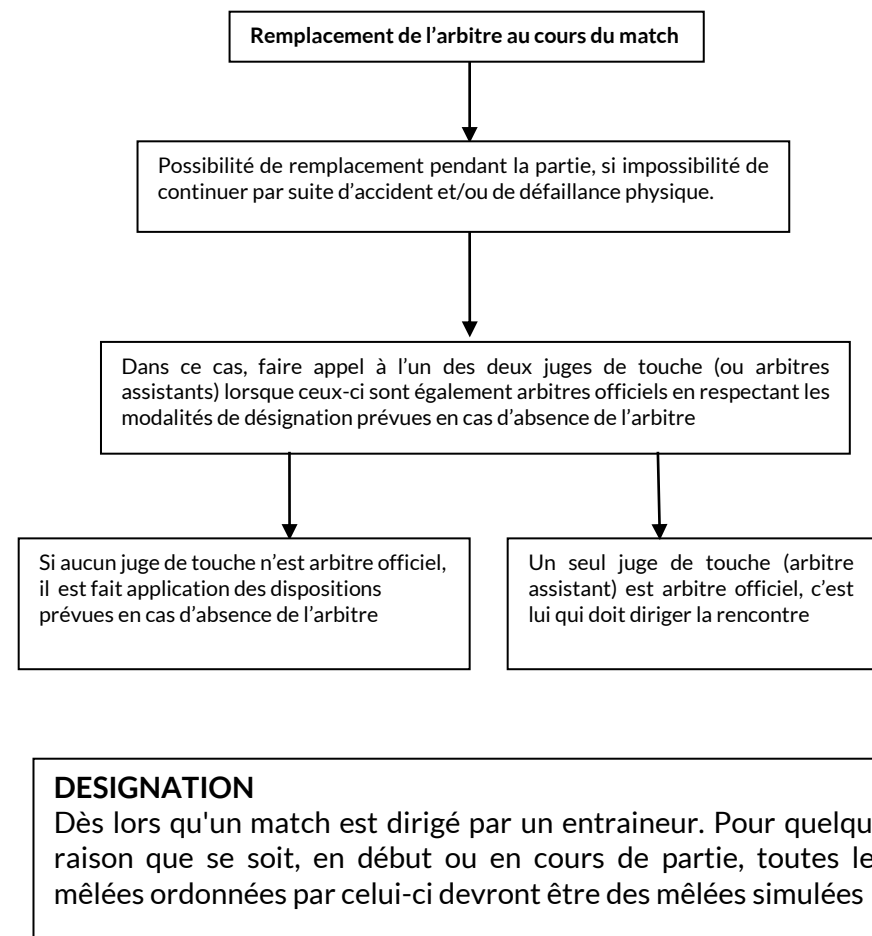 Remplacement de l’arbitre au cours du match
Possibilité de remplacement pendant la partie, si impossibilité de
continuer par suite d’accident et/ou de défaillance physique.
Dans ce cas, faire appel à l’un des deux juges de touche (ou arbitres
assistants) lorsque ceux-ci sont également arbitres officiels en respectant les
modalités de désignation prévues en cas d’absence de l’arbitre
Si aucun juge de touche n’est arbitre officiel,
il est fait application des dispositions
prévues en cas d’absence de l’arbitre
Un seul juge de touche (arbitre
assistant) est arbitre officiel, c’est
lui qui doit diriger la rencontre
DESIGNATION
Dès lors qu'un match est dirigé par un entraineur. Pour quelqu
raison que se soit, en début ou en cours de partie, toutes le
mêlées ordonnées par celui-ci devront être des mêlées simulées